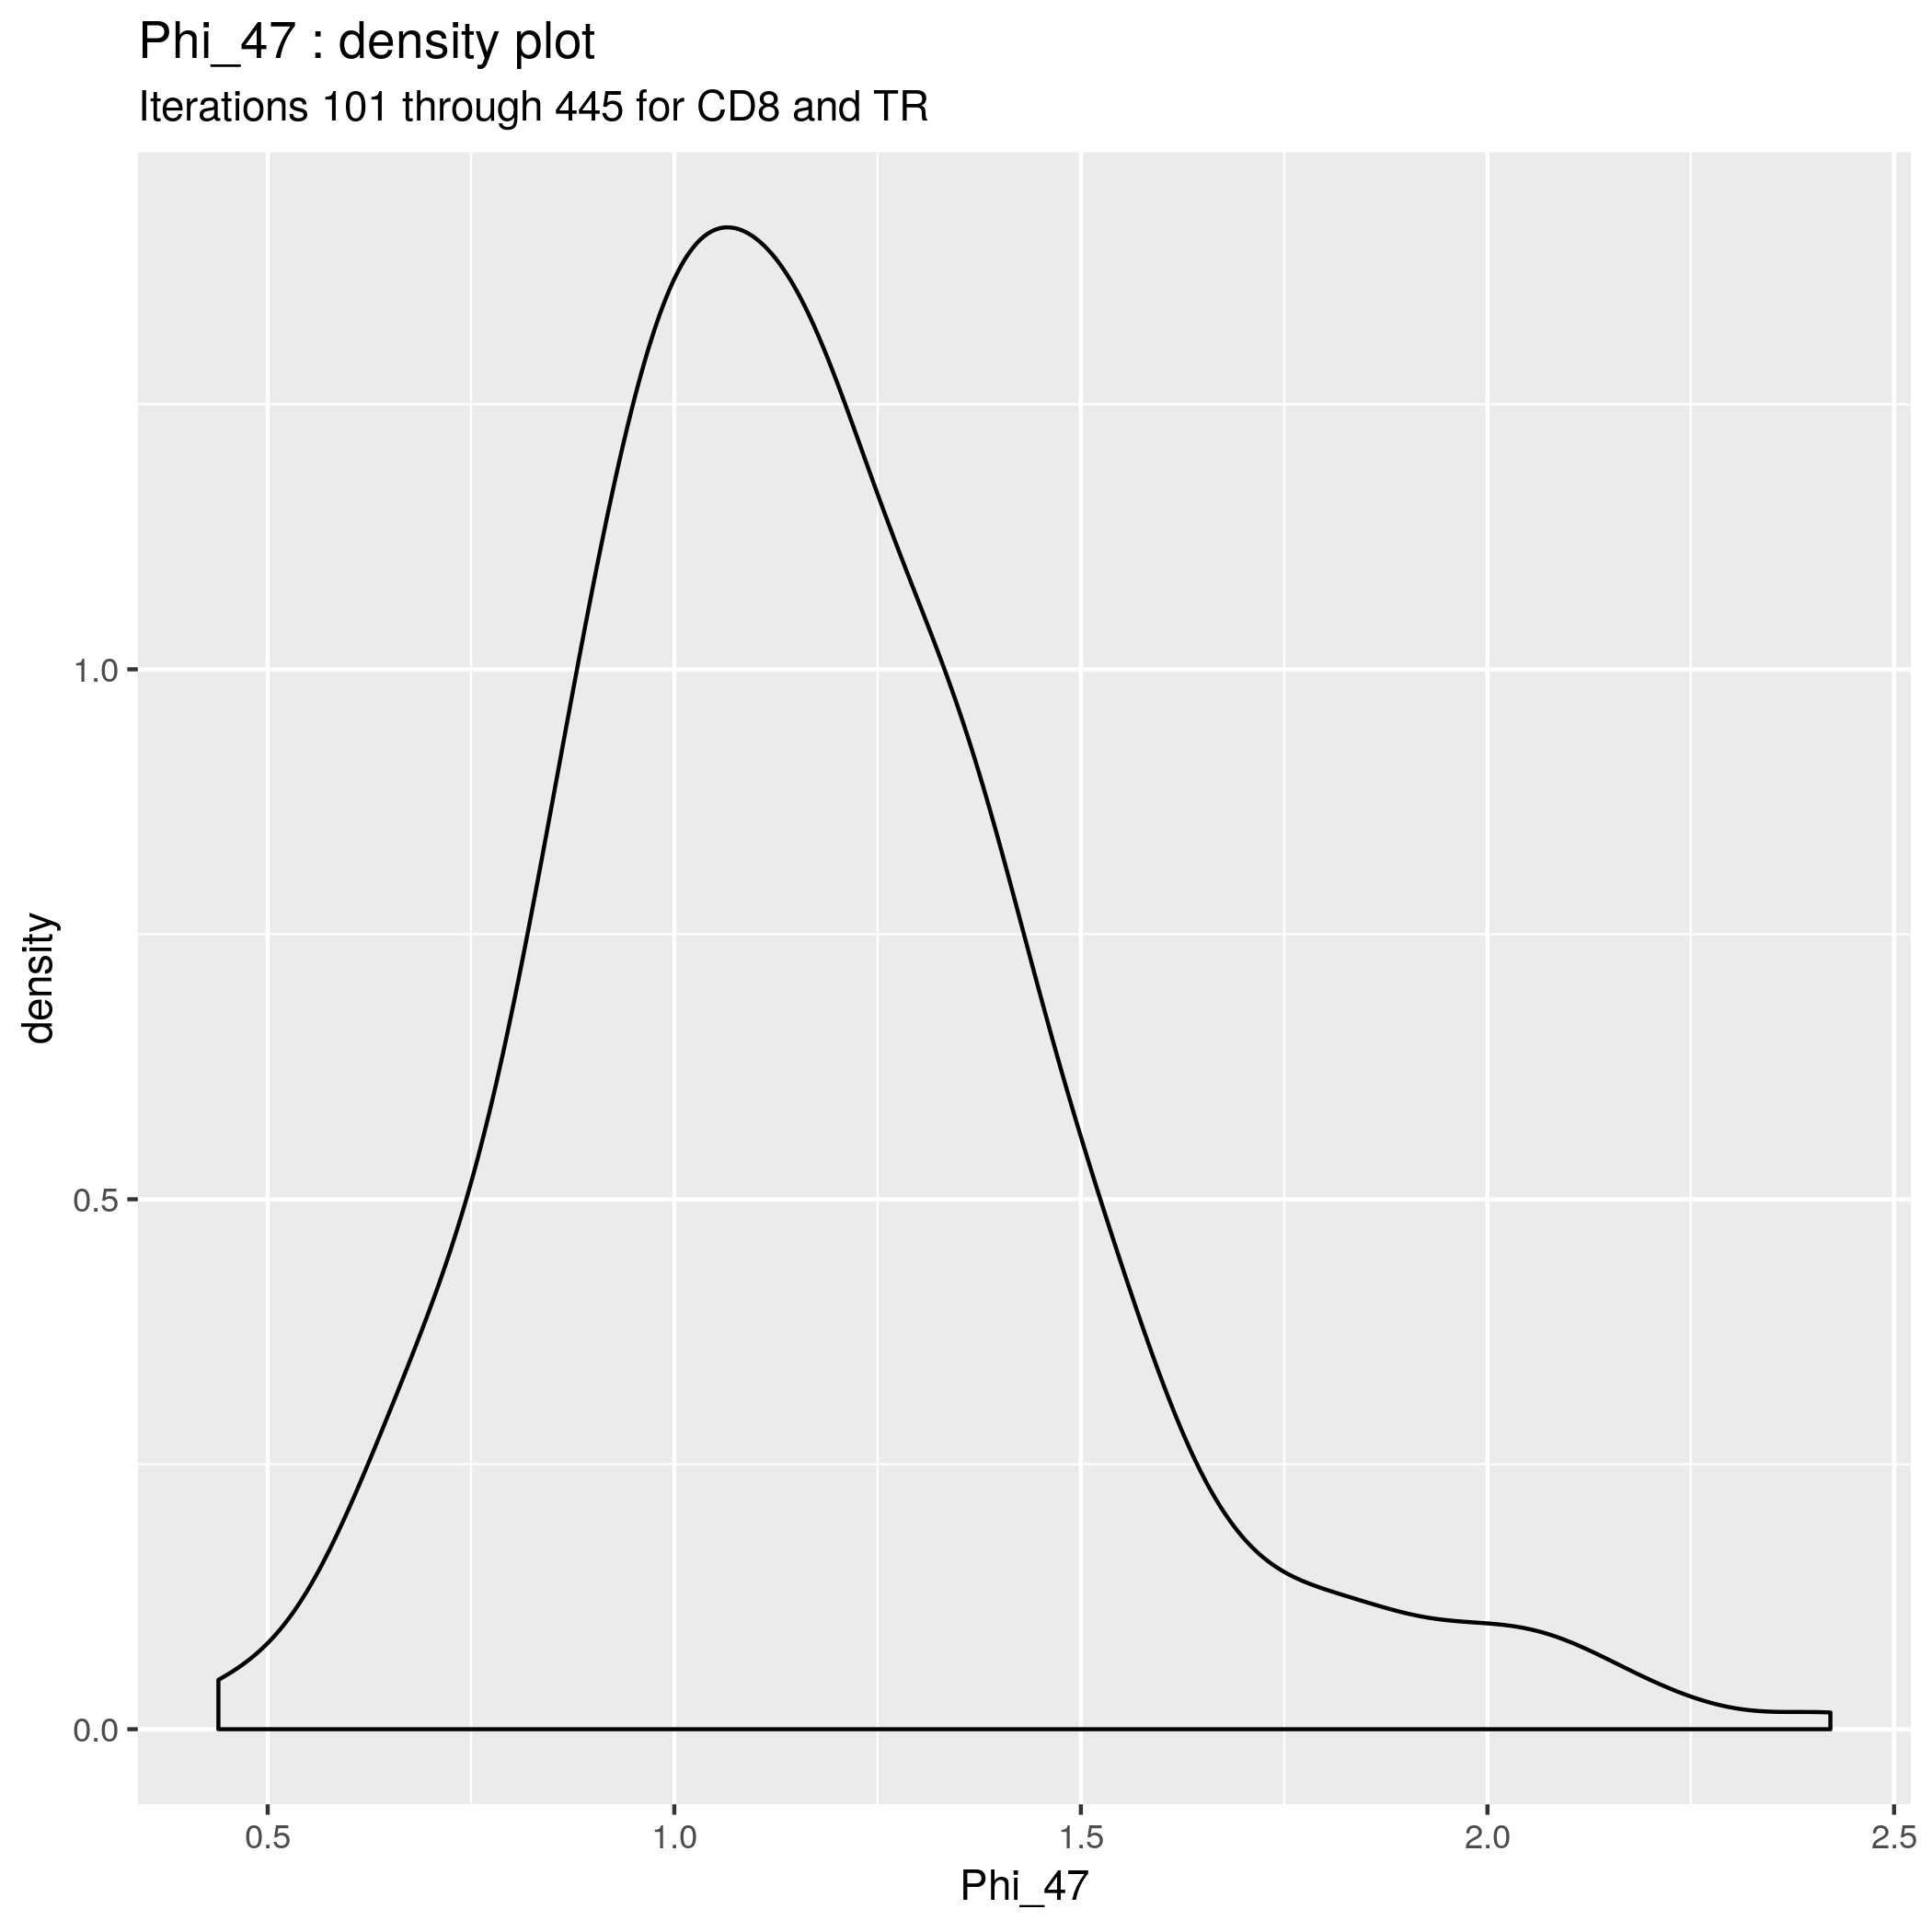 Phi_47 : density plot
Iterations 101 through 445 for CD8 and TR
density
1.0
0.5
0.0
0.5 1.0 1.5 2.0 2.5
Phi_47